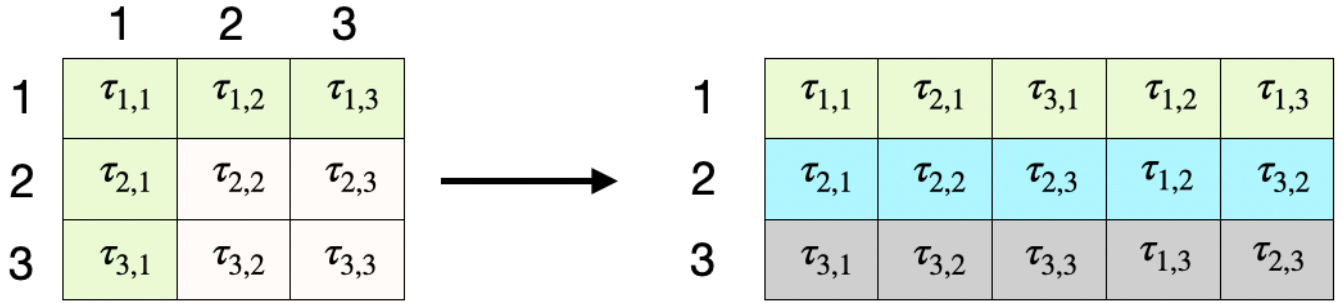 1 2 3
1 τ1,1 τ1,2 τ1,3 1 τ1,1 τ2,1 τ3,1 τ1,2 τ1,3
2 τ2,1 τ2,2 τ2,3 2 τ2,1 τ2,2 τ2,3 τ1,2 τ3,2
3 τ3,1 τ3,2 τ3,3 3 τ3,1 τ3,2 τ3,3 τ1,3 τ2,3